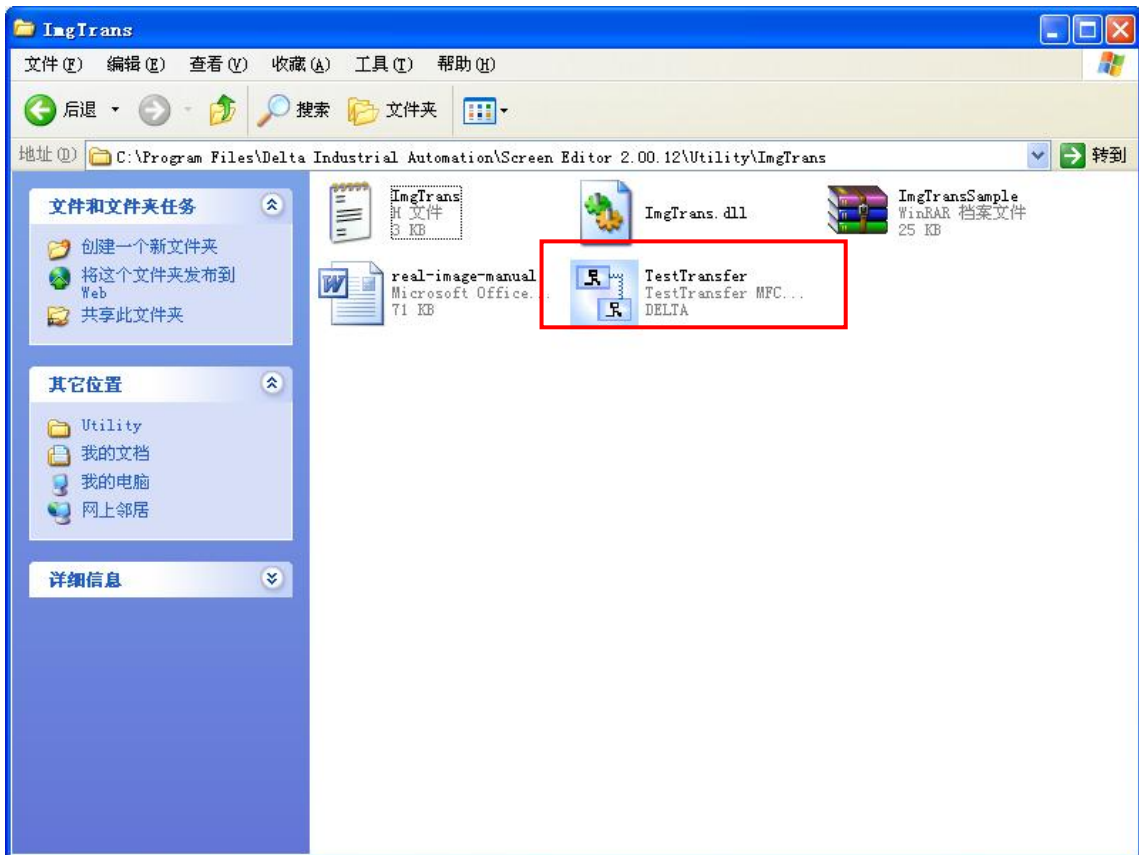 ImgTrans
文件(F) 编辑(E) 查看(V) 收藏(A) 工具(T) 帮助(H)
后退 搜索 文件夹
地址(D) C:\Program Files\Delta Industrial Automation\Screen Editor 2.00.12\Utility\ImgTrans 转到
文件和文件夹任务
创建一个新文件夹
将这个文件夹发布到
Web
共享此文件夹
其它位置
Utility
我的文档
我的电脑
网上邻居
详细信息
ImgTrans
H 文件
3 KB
ImgTrans.dll
ImgTransSample
WinRAR 档案文件
25 KB
real-image-manual
Microsoft Office...
71 KB
TestTransfer
TestTransfer MFC...
DELTA